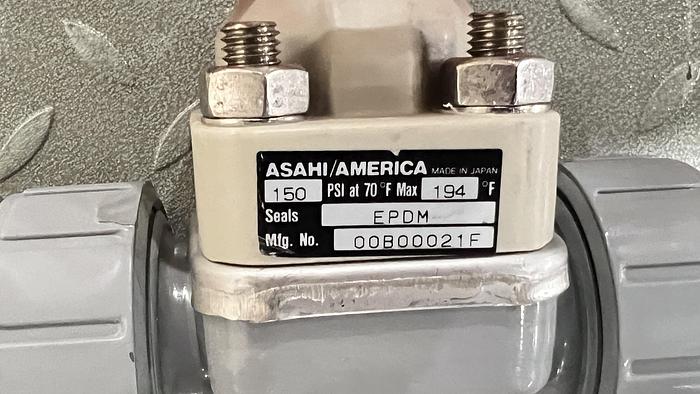 ASAHI/AMERICA MADE IN JAPAN
150 PSI at 70 °F Max 194 °F
Seals EPDM
Mfg. No. 00B00021F